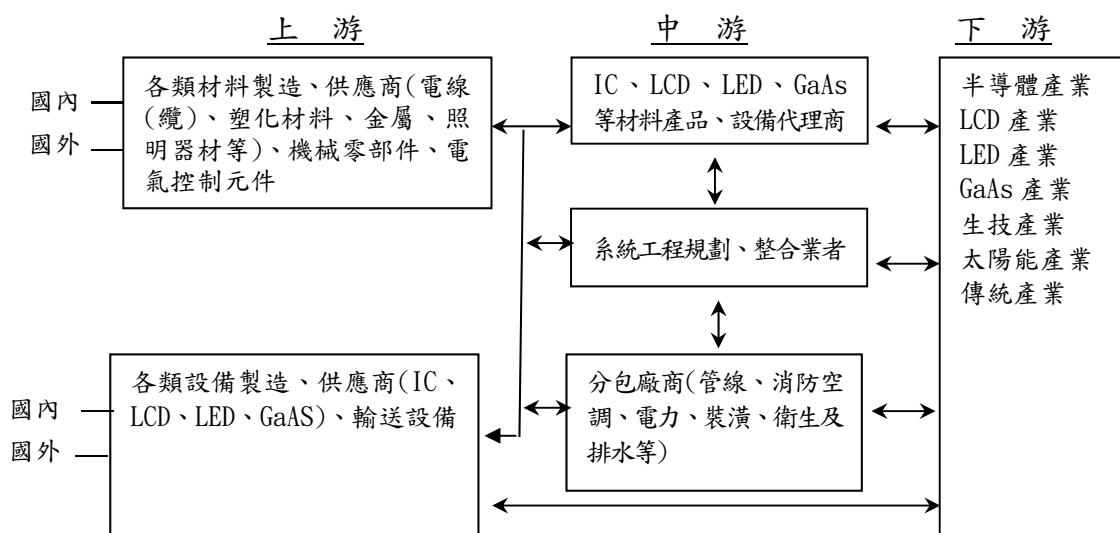 上 游
中 游
下 游
國內
國外
各類材料製造、供應商(電線
(纜)、塑化材料、金屬、照
明器材等)、機械零部件、電
氣控制元件
IC、LCD、LED、GaAs
等材料產品、設備代理商
系統工程規劃、整合業者
半導體產業
LCD 產業
LED 產業
GaAs 產業
生技產業
太陽能產業
傳統產業
國內
國外
各類設備製造、供應商(IC、
LCD、LED、GaAS)、輸送設備
分包廠商(管線、消防空
調、電力、裝潢、衛生及
排水等)